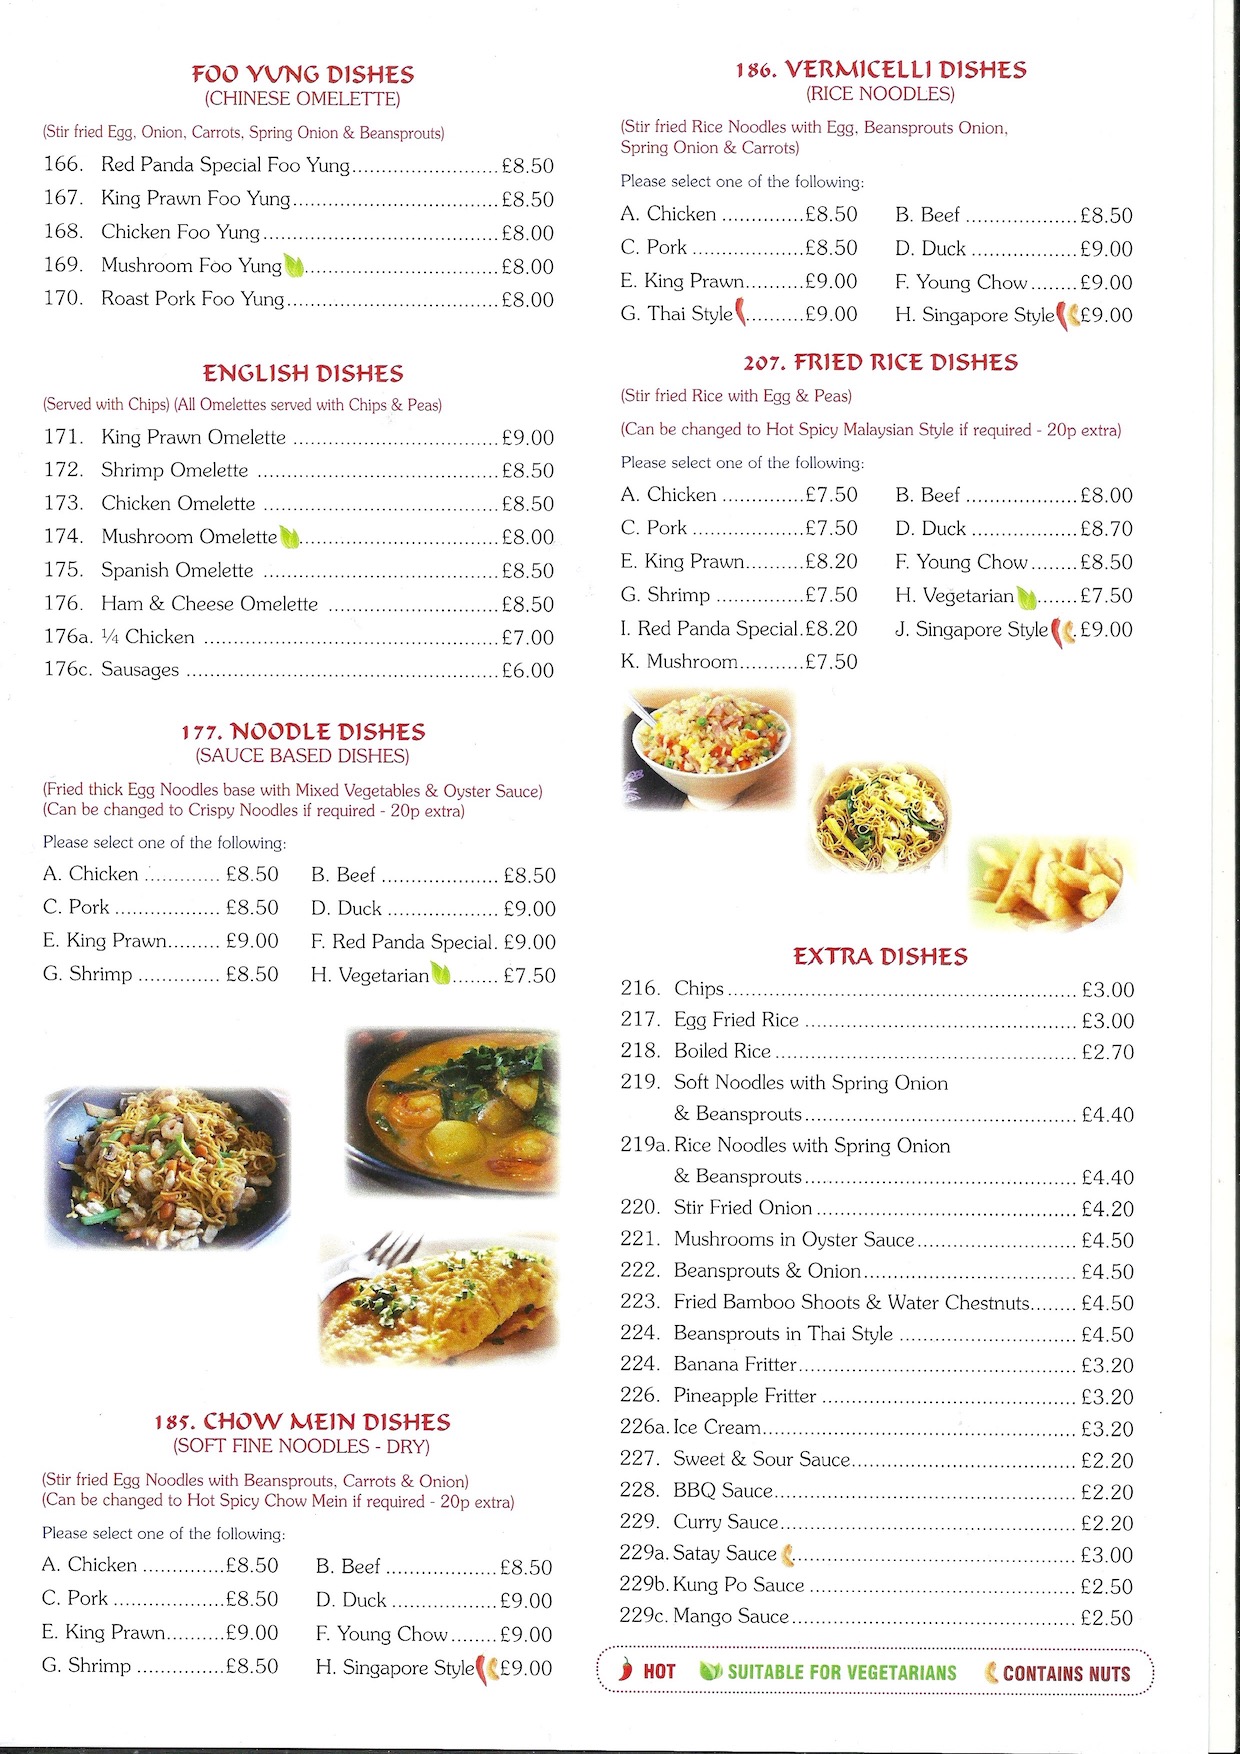 FOO YUNG DISHES
(CHINESE OMELETTE)
(Stir fried Egg, Onion, Carrots, Spring Onion & Beansprouts)
166. Red Panda Special Foo Yung.........................£8.50
167. King Prawn Foo Yung...................................£8.50
168. Chicken Foo Yung........................................£8.00
169. Mushroom Foo Yung.................................£8.00
170. Roast Pork Foo Yung....................................£8.00
ENGLISH DISHES
(Served with Chips) (All Omelettes served with Chips & Peas)
171. King Prawn Omelette ...................................£9.00
172. Shrimp Omelette .........................................£8.50
173. Chicken Omelette ........................................£8.50
174. Mushroom Omelette..................................£8.00
175. Spanish Omelette ........................................£8.50
176. Ham & Cheese Omelette .............................£8.50
176a. ¼ Chicken ..................................................£7.00
176c. Sausages .....................................................£6.00
177. NOODLE DISHES
(SAUCE BASED DISHES)
(Fried thick Egg Noodles base with Mixed Vegetables & Oyster Sauce)
(Can be changed to Crispy Noodles if required - 20p extra)
Please select one of the following:
A. Chicken ............. £8.50 B. Beef .................... £8.50
C. Pork .................. £8.50 D. Duck ................... £9.00
E. King Prawn......... £9.00 F. Red Panda Special. £9.00
G. Shrimp .............. £8.50 H. Vegetarian........ £7.50
185. CHOW MEIN DISHES
(SOFT FINE NOODLES - DRY)
(Stir fried Egg Noodles with Beansprouts, Carrots & Onion)
(Can be changed to Hot Spicy Chow Mein if required - 20p extra)
Please select one of the following:
A. Chicken ..............£8.50 B. Beef ...................£8.50
C. Pork ...................£8.50 D. Duck ..................£9.00
E. King Prawn..........£9.00 F. Young Chow........£9.00
G. Shrimp ...............£8.50 H. Singapore Style £9.00
186. VERMICELLI DISHES
(RICE NOODLES)
(Stir fried Rice Noodles with Egg, Beansprouts Onion,
Spring Onion & Carrots)
Please select one of the following:
A. Chicken ..............£8.50 B. Beef ...................£8.50
C. Pork ...................£8.50 D. Duck ..................£9.00
E. King Prawn..........£9.00 F. Young Chow........£9.00
G. Thai Style..........£9.00 H. Singapore Style £9.00
207. FRIED RICE DISHES
(Stir fried Rice with Egg & Peas)
(Can be changed to Hot Spicy Malaysian Style if required - 20p extra)
Please select one of the following:
A. Chicken ..............£7.50 B. Beef ...................£8.00
C. Pork ...................£7.50 D. Duck ..................£8.70
E. King Prawn..........£8.20 F. Young Chow........£8.50
G. Shrimp ...............£7.50 H. Vegetarian.......£7.50
I. Red Panda Special.£8.20 J. Singapore Style .£9.00
K. Mushroom...........£7.50
EXTRA DISHES
216. Chips........................................................... £3.00
217. Egg Fried Rice .............................................. £3.00
218. Boiled Rice ................................................... £2.70
219. Soft Noodles with Spring Onion
& Beansprouts.............................................. £4.40
219a. Rice Noodles with Spring Onion
& Beansprouts.............................................. £4.40
220. Stir Fried Onion ............................................ £4.20
221. Mushrooms in Oyster Sauce........................... £4.50
222. Beansprouts & Onion.................................... £4.50
223. Fried Bamboo Shoots & Water Chestnuts........ £4.50
224. Beansprouts in Thai Style .............................. £4.50
224. Banana Fritter............................................... £3.20
226. Pineapple Fritter ........................................... £3.20
226a. Ice Cream..................................................... £3.20
227. Sweet & Sour Sauce...................................... £2.20
228. BBQ Sauce................................................... £2.20
229. Curry Sauce.................................................. £2.20
229a. Satay Sauce ................................................ £3.00
229b. Kung Po Sauce ............................................. £2.50
229c. Mango Sauce................................................ £2.50
HOT SUITABLE FOR VEGETARIANS CONTAINS NUTS